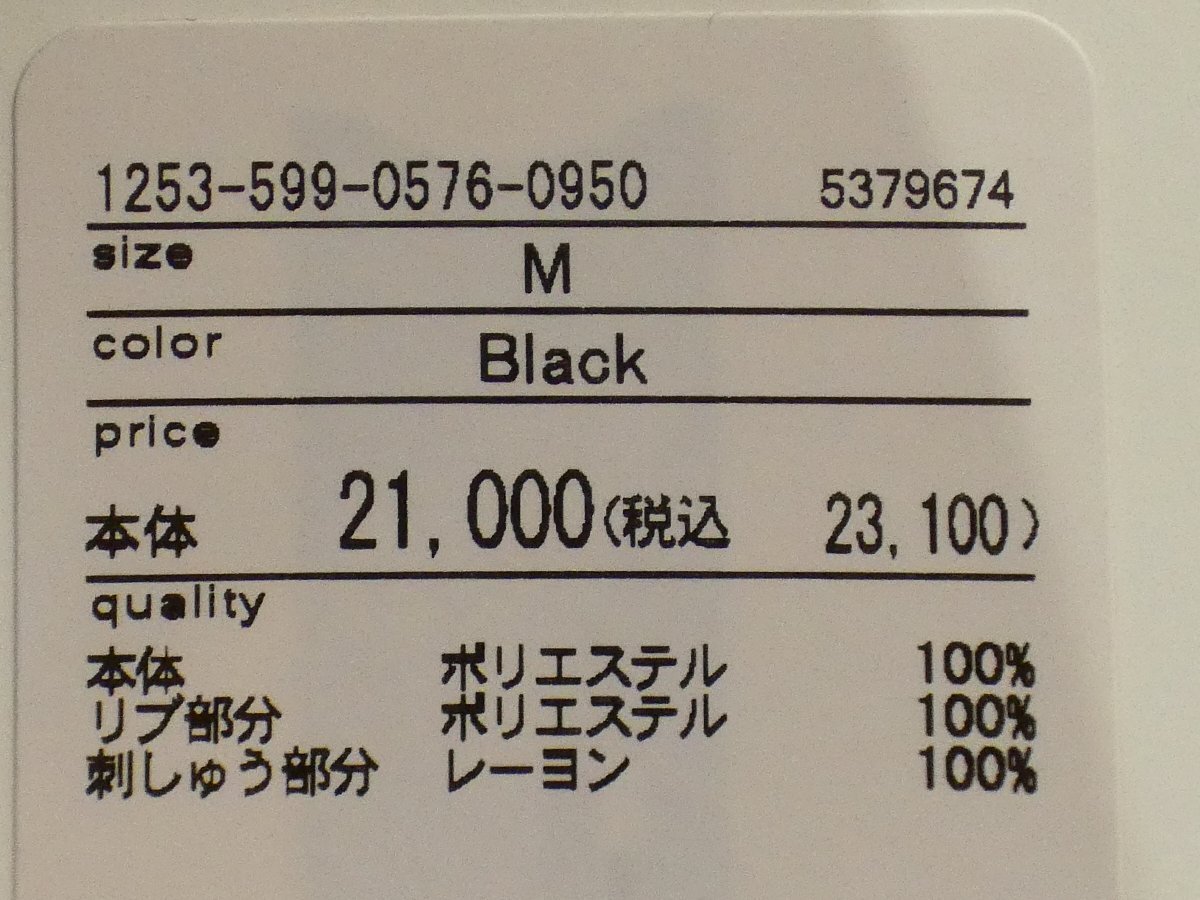 1253-599-0576-0950 5379674
size M
color Black
price
本体 21,000(税込 23,100)
quality
本体 ポリエステル 100%
リブ部分 ポリエステル 100%
刺しゅう部分 レーヨン 100%